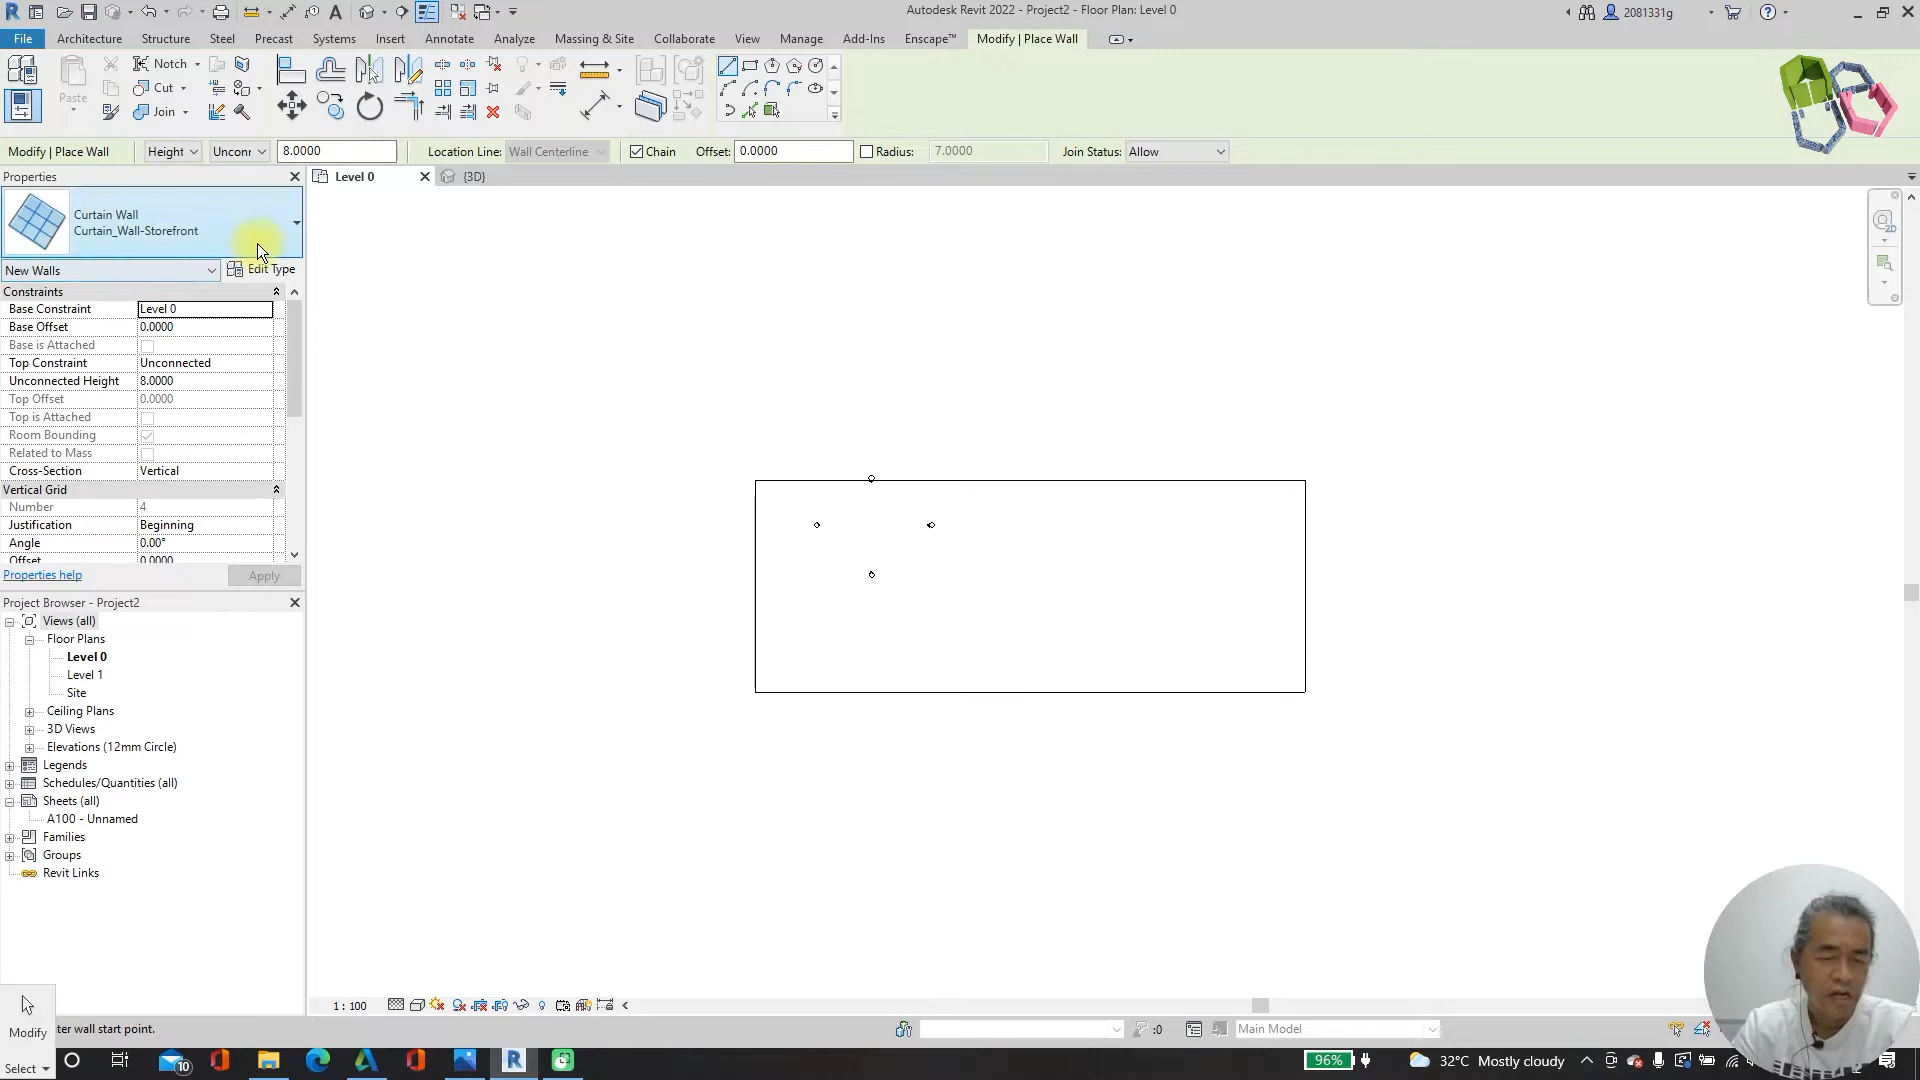 Autodesk Revit 2022 - Project2 - Floor Plan: Level 0
2081331g
File Architecture Structure Steel Precast Systems Insert Annotate Analyze Massing & Site Collaborate View Manage Add-Ins Enscape™ Modify | Place Wall
Paste
Notch
Cut
Join
Modify | Place Wall Height Unconr 8.0000 Location Line: Wall Centerline Chain Offset: 0.0000 Radius: 7.0000 Join Status: Allow
Properties
Level 0 {3D}
Curtain Wall
Curtain_Wall-Storefront
New Walls Edit Type
Constraints
Base Constraint Level 0
Base Offset 0.0000
Base is Attached
Top Constraint Unconnected
Unconnected Height 8.0000
Top Offset 0.0000
Top is Attached
Room Bounding
Related to Mass
Cross-Section Vertical
Vertical Grid
Number 4
Justification Beginning
Angle 0.00°
Offset 0.0000
Properties help Apply
Project Browser - Project2
Views (all)
Floor Plans
Level 0
Level 1
Site
Ceiling Plans
3D Views
Elevations (12mm Circle)
Legends
Schedules/Quantities (all)
Sheets (all)
A100 - Unnamed
Families
Groups
Revit Links
2D
1 : 100
Modify
Select
ter wall start point.
:0
Main Model
10
96%
32°C Mostly cloudy